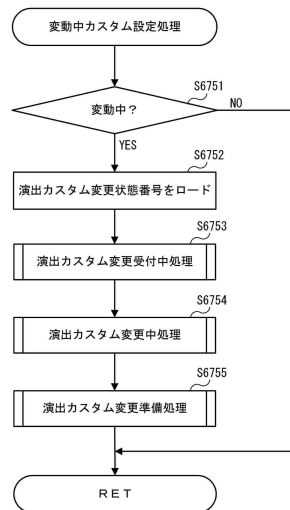 変動中カスタム設定処理
S6751
変動中？
NO
YES
S6752
演出カスタム変更状態番号をロード
S6753
演出カスタム変更受付中処理
S6754
演出カスタム変更中処理
S6755
演出カスタム変更準備処理
RET